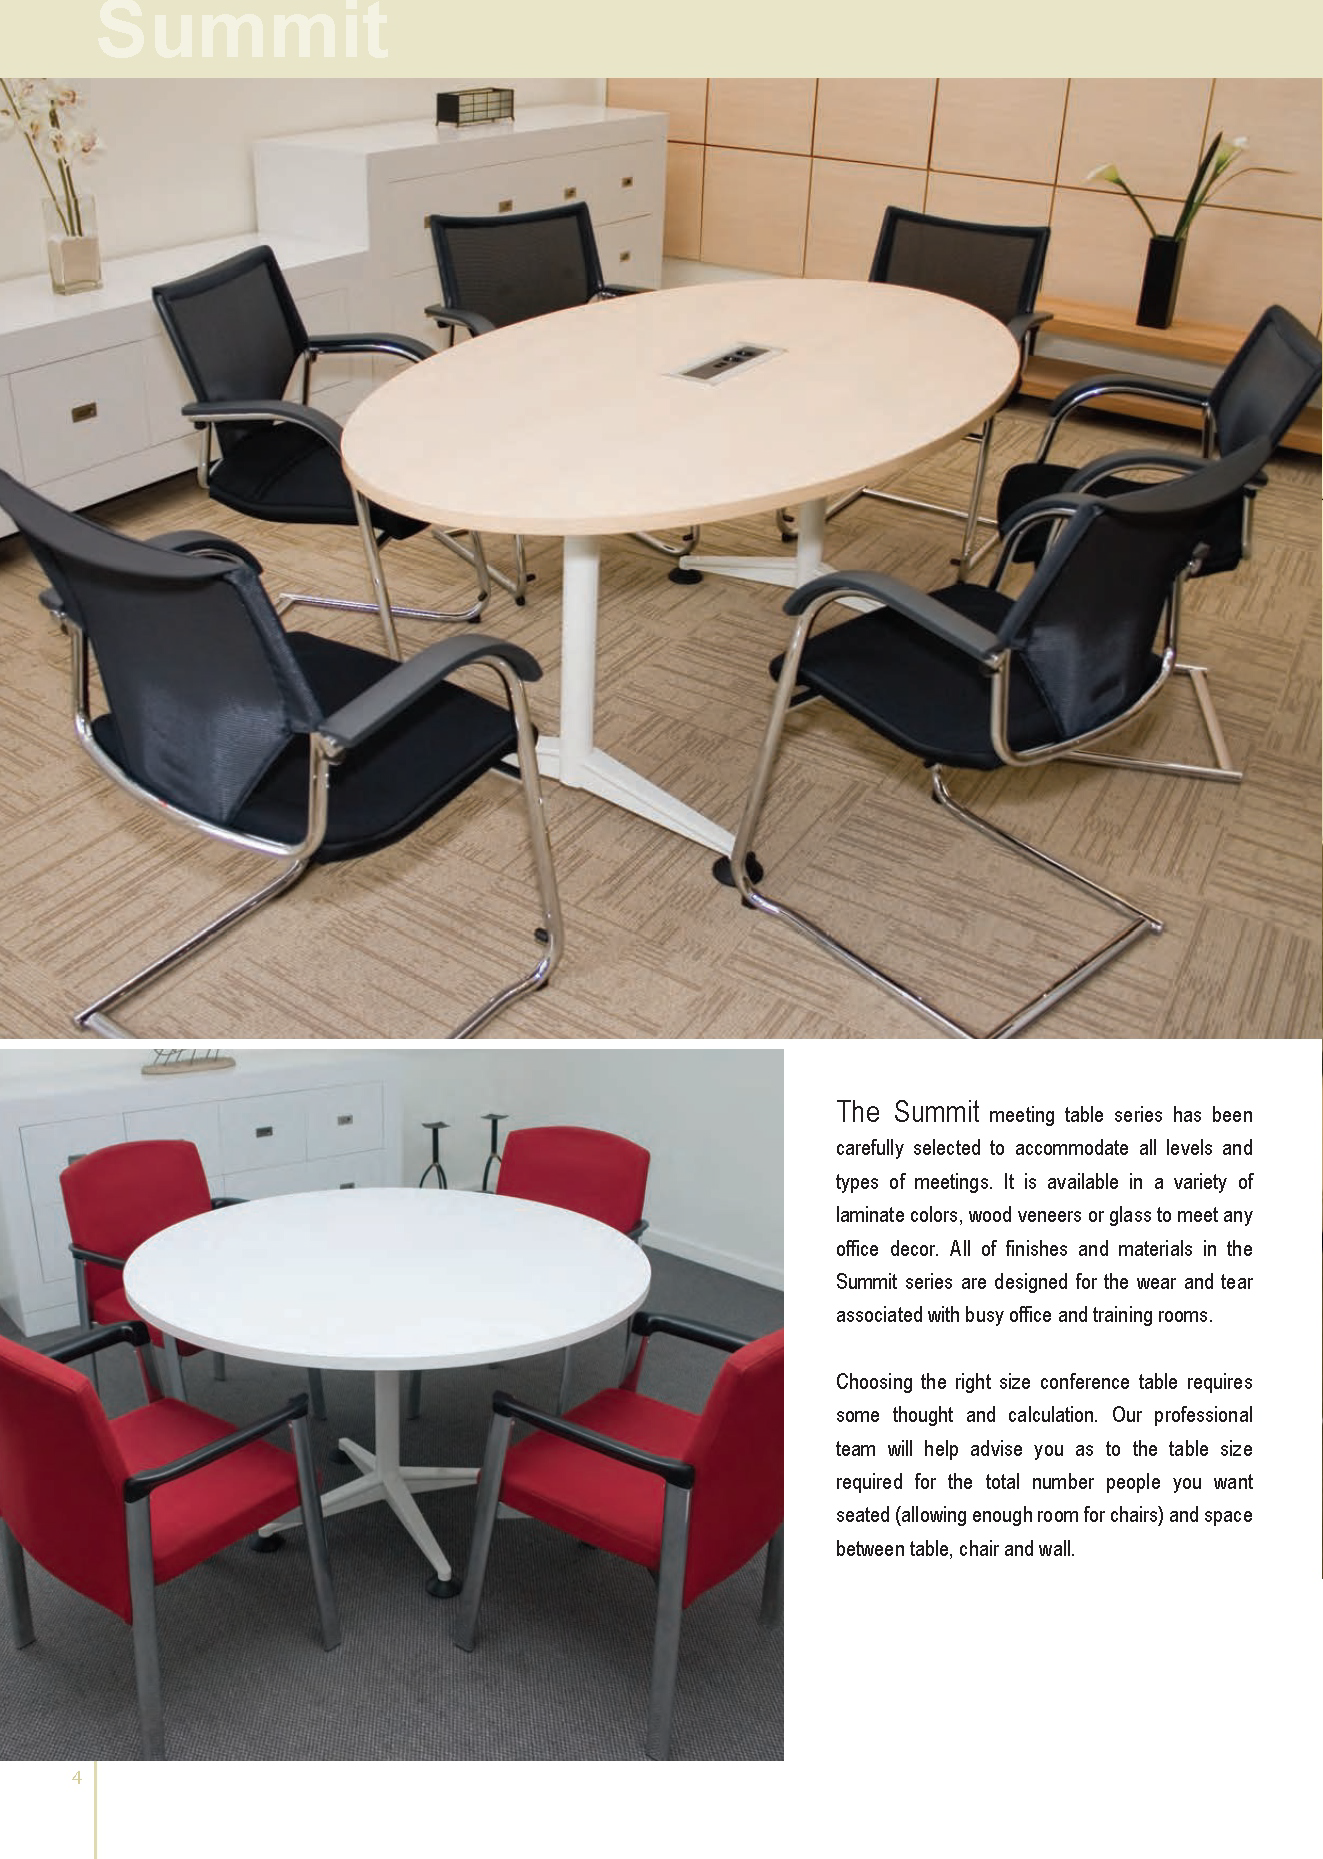 Summit
The Summit meeting table series has been
carefully selected to accommodate all levels and
types of meetings. It is available in a variety of
laminate colors, wood veneers or glass to meet any
office decor. All of finishes and materials in the
Summit series are designed for the wear and tear
associated with busy office and training rooms.
Choosing the right size conference table requires
some thought and calculation. Our professional
team will help advise you as to the table size
required for the total number people you want
seated (allowing enough room for chairs) and space
between table, chair and wall.
4